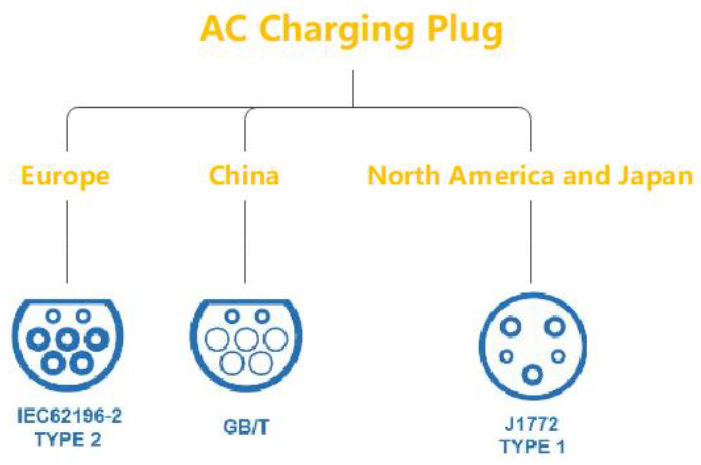 AC Charging Plug
Europe
China
North America and Japan
IEC62196-2
TYPE 2
GB/T
J1772
TYPE 1